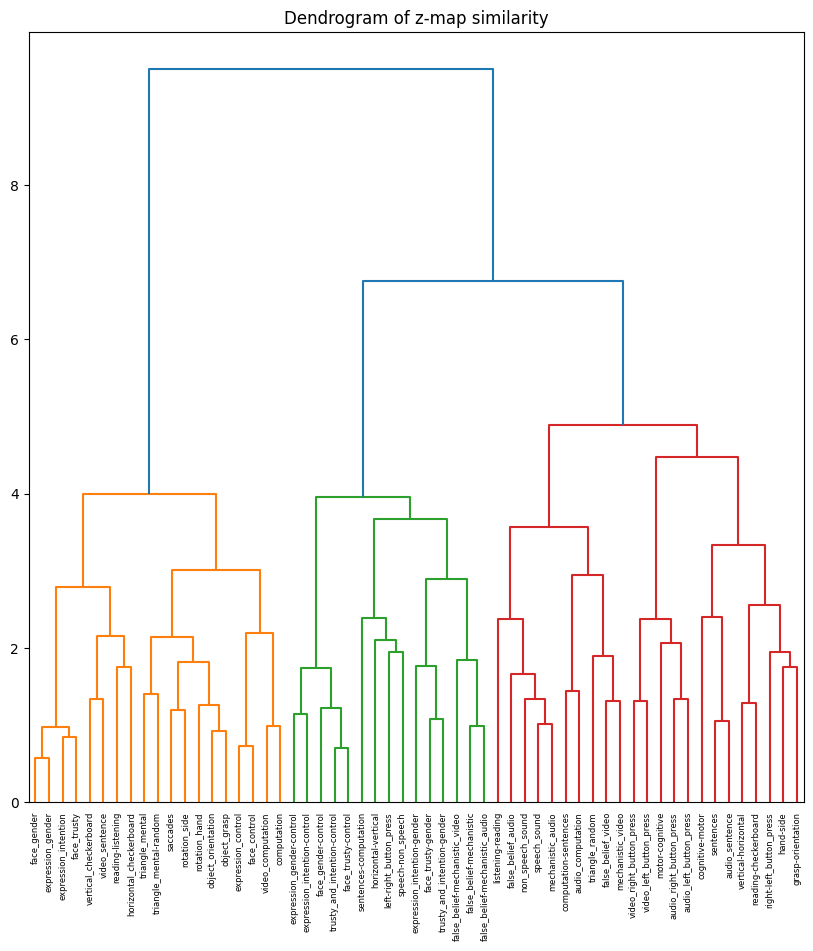 Dendrogram of z-map similarity
8
6
4
2
0
face_gender
expression_gender
expression_intention
face_trusty
vertical_checkerboard
video_sentence
reading-listening
horizontal_checkerboard
triangle_mental
triangle_mental-random
saccades
rotation_side
rotation_hand
object_orientation
object_grasp
expression_control
face_control
video_computation
computation
expression_gender-control
expression_intention-control
face_gender-control
trusty_and_intention-control
face_trusty-control
sentences-computation
horizontal-vertical
left-right_button_press
speech-non_speech
expression_intention-gender
face_trusty-gender
trusty_and_intention-gender
false_belief-mechanistic_video
false_belief-mechanistic
false_belief-mechanistic_audio
listening-reading
false_belief_audio
non_speech_sound
speech_sound
mechanistic_audio
computation-sentences
audio_computation
triangle_random
false_belief_video
mechanistic_video
video_right_button_press
video_left_button_press
motor-cognitive
audio_right_button_press
audio_left_button_press
cognitive-motor
sentences
audio_sentence
vertical-horizontal
reading-checkerboard
right-left_button_press
hand-side
grasp-orientation